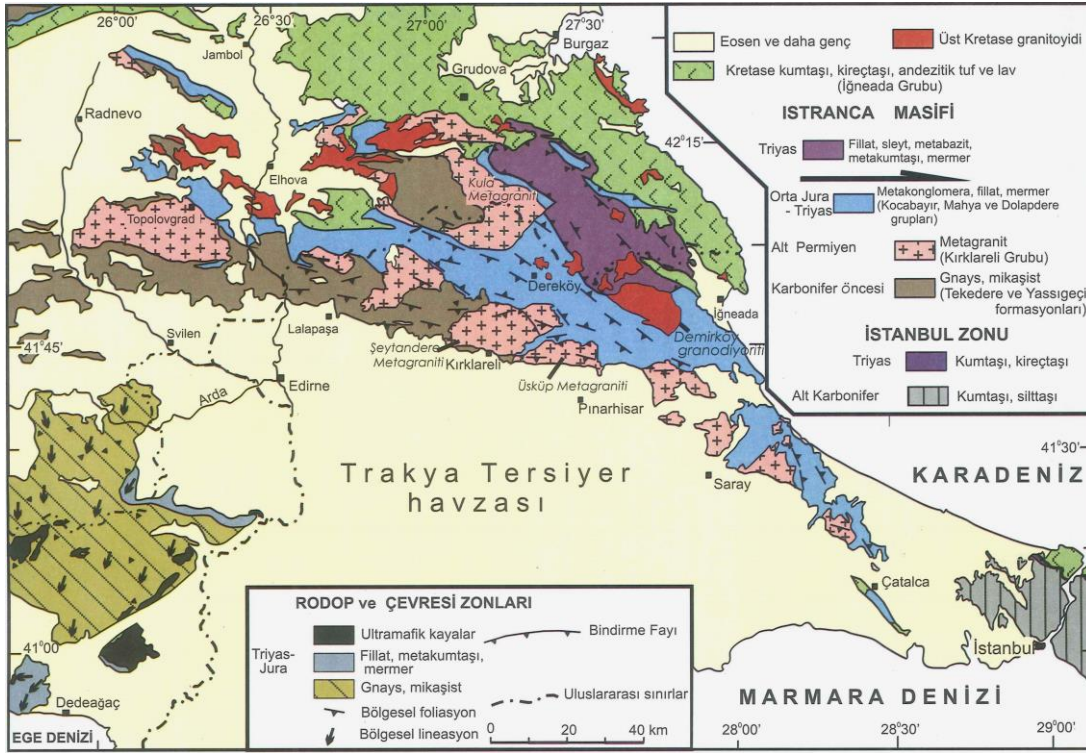 26°00'
26°30'
27°00'
27°30'
Jambol
Burgaz
Grudova
Radnevo
42°15'
Elhova
Kula
Metagraniti
Topolovgrad
Dereköy
İğneada
Lalapaşa
Svilen
41°45'
Şeytandere
Metagraniti
Kırklareli
Demirköy
granodiyoriti
Edirne
Üsküp Metagraniti
Arda
Pınarhisar
41°30'
Trakya Tersiyer
havzası
Saray
KARADENİZ
Çatalca
41°00'
İstanbul
Dedeağaç
MARMARA DENİZİ
EGE DENİZİ
28°00'
28°30'
29°00'
Eosen ve daha genç
Üst Kretase granitoyidi
Kretase kumtaşı, kireçtaşı, andezitik tuf ve lav
(İğneada Grubu)
ISTRANCA MASİFİ
Triyas
Fillat, sleyt, metabazit,
metakumtaşı, mermer
Orta Jura
- Triyas
Metakonglomera, fillat, mermer
(Kocabayır, Mahya ve Dolapdere
grupları)
Alt Permiyen
Metagranit
(Kırklareli Grubu)
Karbonifer öncesi
Gnays, mikaşist
(Tekedere ve Yassıgeçi
formasyonları)
İSTANBUL ZONU
Triyas
Kumtaşı, kireçtaşı
Alt Karbonifer
Kumtaşı, silttaşı
RODOP ve ÇEVRESİ ZONLARI
Ultramafik kayalar
Bindirme Fayı
Triyas-
Jura
Fillat, metakumtaşı,
mermer
Gnays, mikaşist
Uluslararası sınırlar
Bölgesel foliasyon
Bölgesel lineasyon
0 20 40 km